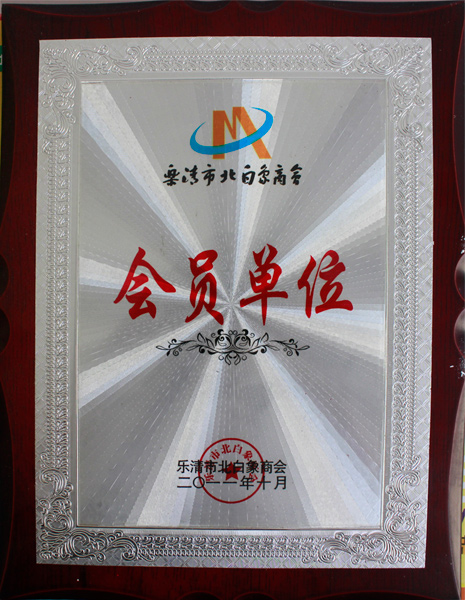 乐清市北白象商会
会员单位
乐清市北白象商会
二〇一一年十月